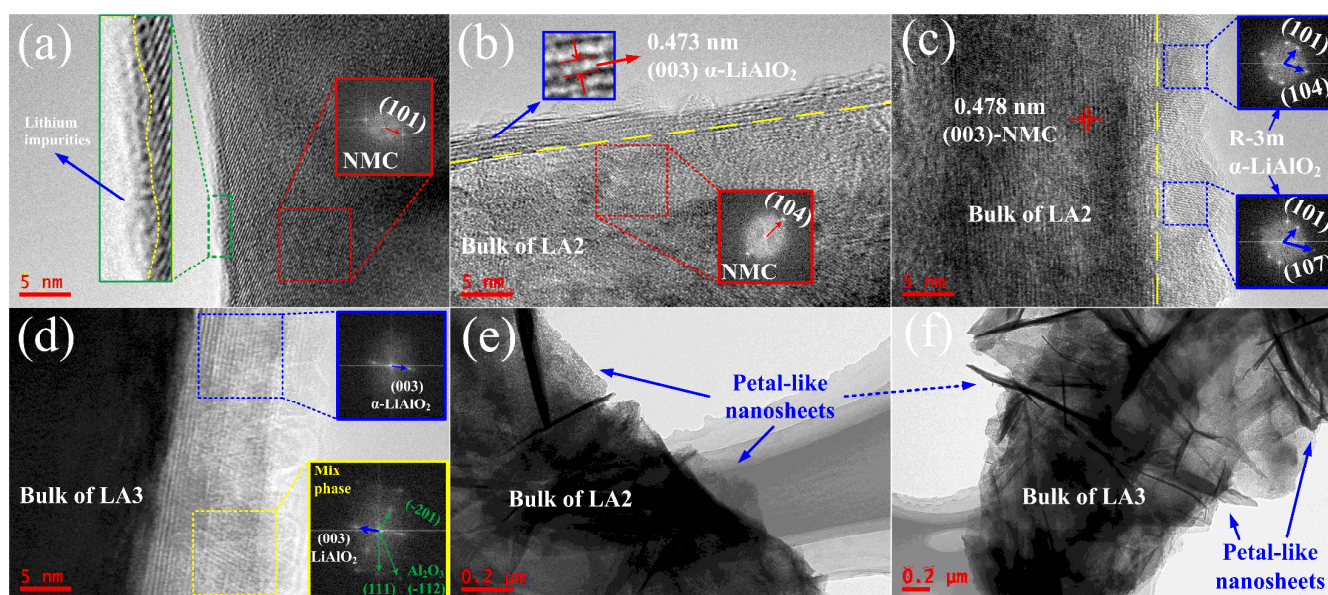 (a)
Lithium
impurities
(101)
NMC
5 nm
(b)
0.473 nm
(003) α-LiAlO₂
Bulk of LA2
(104)
NMC
5 nm
(c)
0.478 nm
(003)-NMC
Bulk of LA2
(101)
(104)
R-3m
α-LiAlO₂
(101)
(107)
5 nm
(d)
Bulk of LA3
(003)
α-LiAlO₂
Mix
phase
(-201)
(003)
LiAlO₂
Al₂O₃
(111)
(-112)
5 nm
(e)
Petal-like
nanosheets
Bulk of LA2
0.2 μm
(f)
Bulk of LA3
Petal-like
nanosheets
0.2 μm